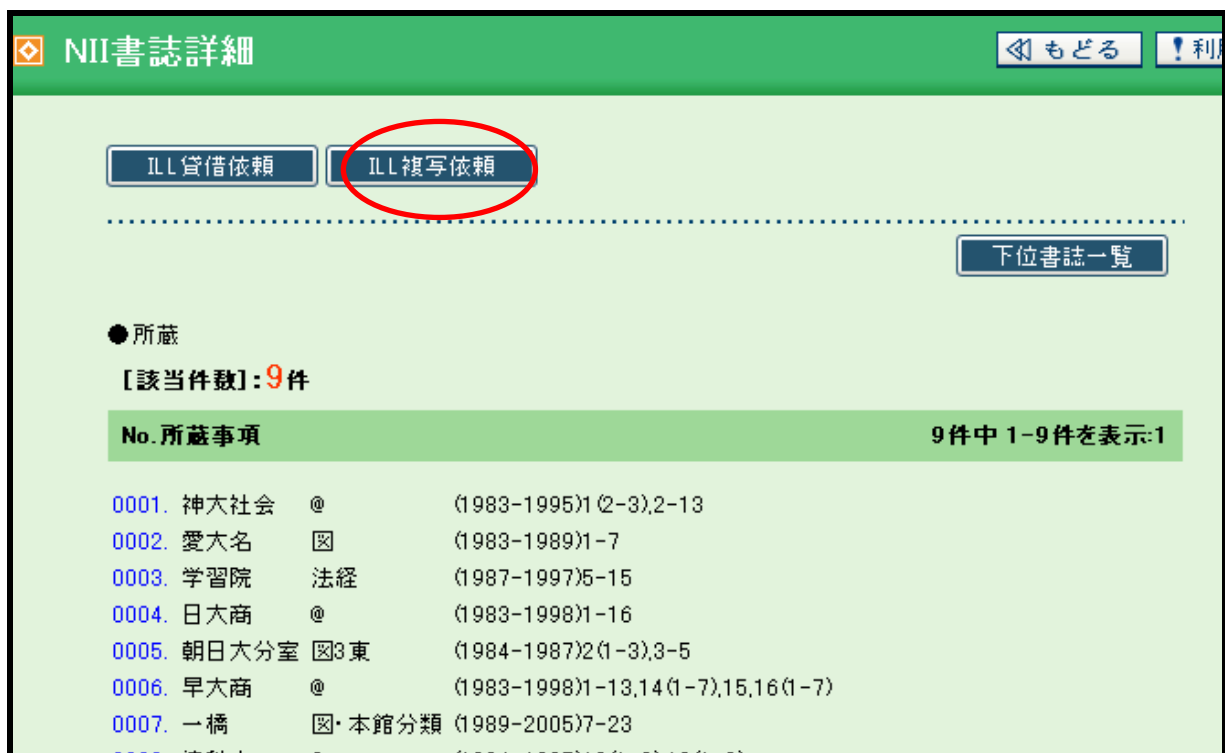 NII書誌詳細
もどる
!利
ILL貸借依頼 ILL複写依頼
下位書誌一覧
●所蔵
[該当件数]:9件
No.所蔵事項 9件中 1-9件を表示:1
0001. 神大社会 @ (1983-1995)1(2-3),2-13
0002. 愛大名 図 (1983-1989)1-7
0003. 学習院 法経 (1987-1997)5-15
0004. 日大商 @ (1983-1998)1-16
0005. 朝日大分室 図3東 (1984-1987)2(1-3),3-5
0006. 早大商 @ (1983-1998)1-13,14(1-7),15,16(1-7)
0007. 一橋 図・本館分類 (1989-2005)7-23